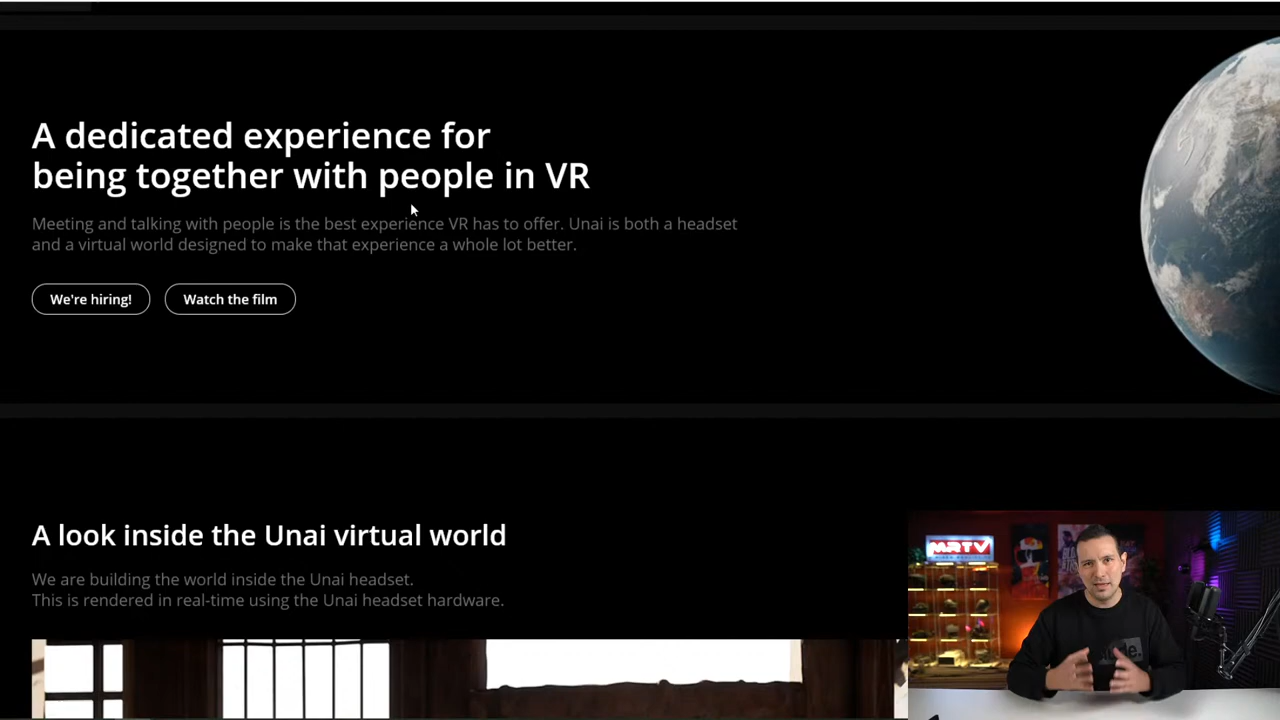 A dedicated experience for
being together with people in VR
Meeting and talking with people is the best experience VR has to offer. Unai is both a headset
and a virtual world designed to make that experience a whole lot better.
We're hiring!
Watch the film
A look inside the Unai virtual world
We are building the world inside the Unai headset.
This is rendered in real-time using the Unai headset hardware.
MRTV